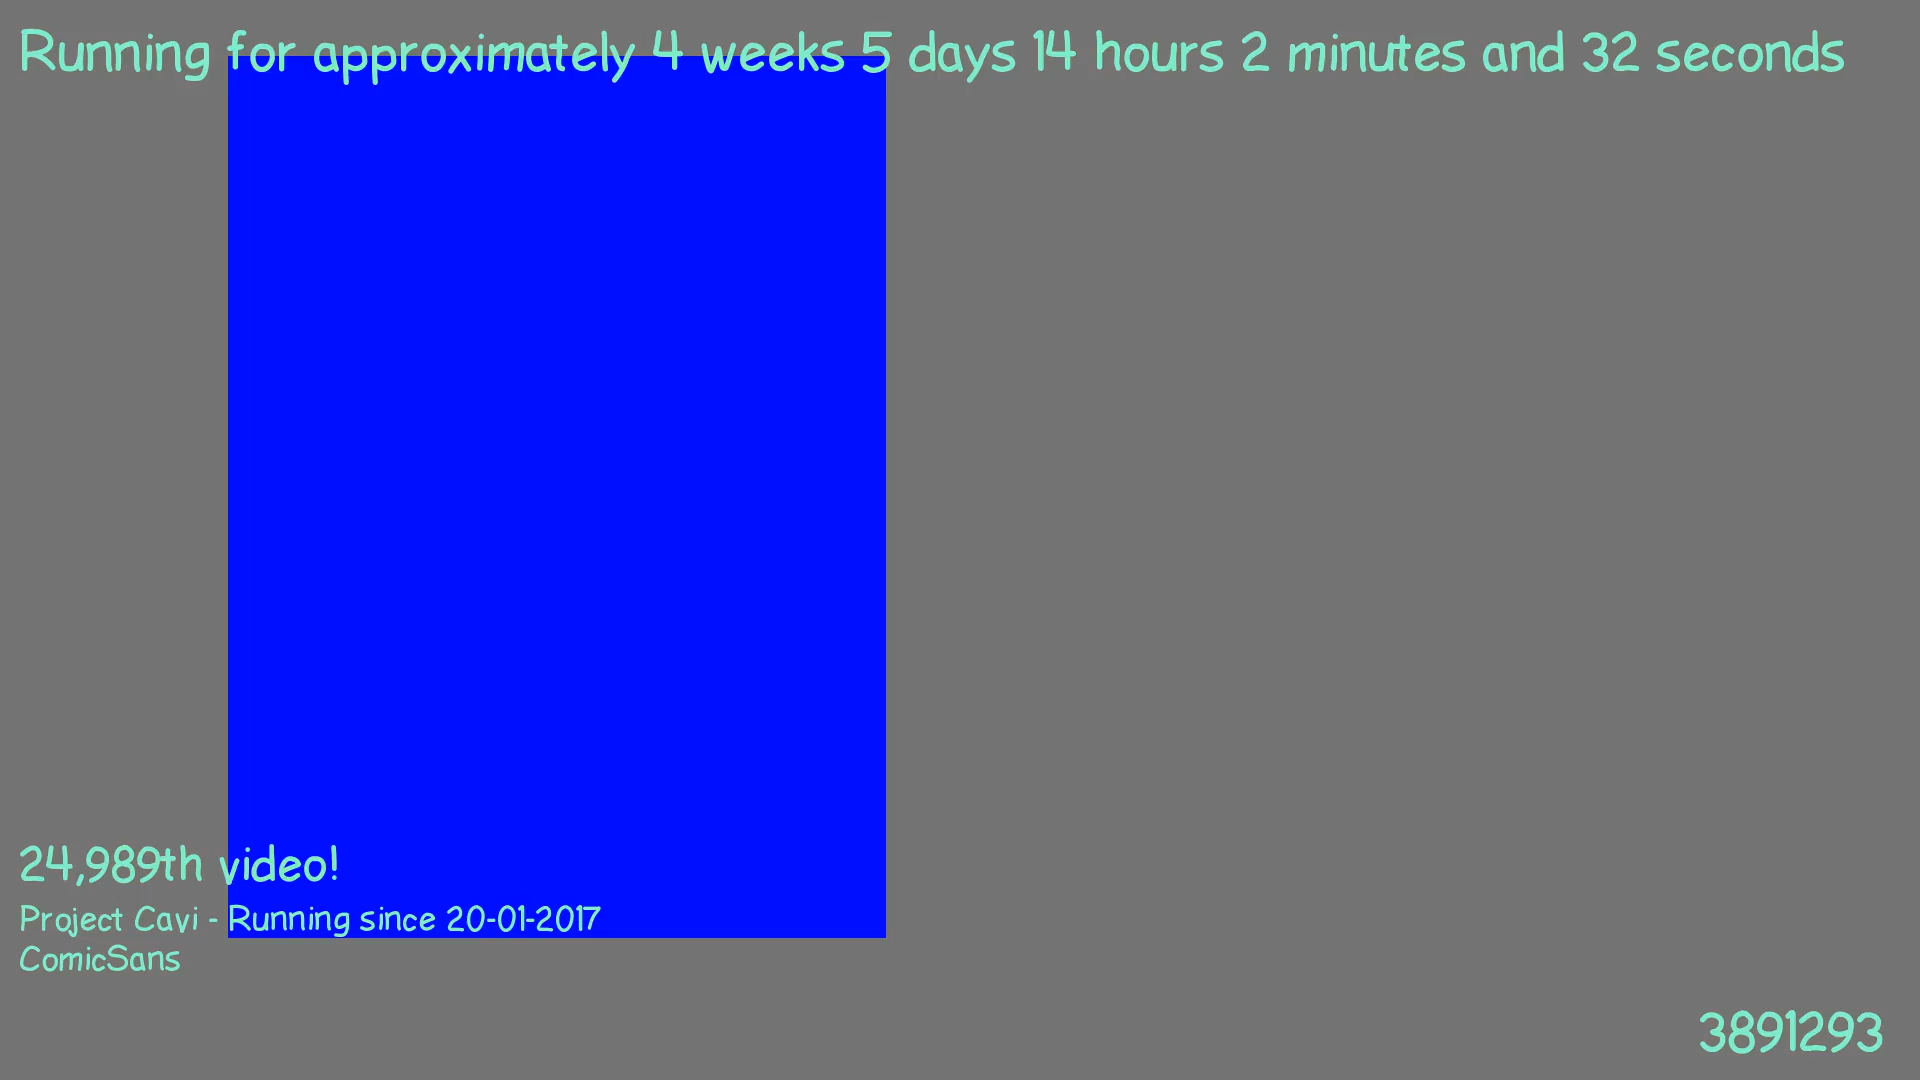 Running for approximately 4 weeks 5 days 14 hours 2 minutes and 32 seconds
24,989th video!
Project Cavi - Running since 20-01-2017
ComicSans
3891293